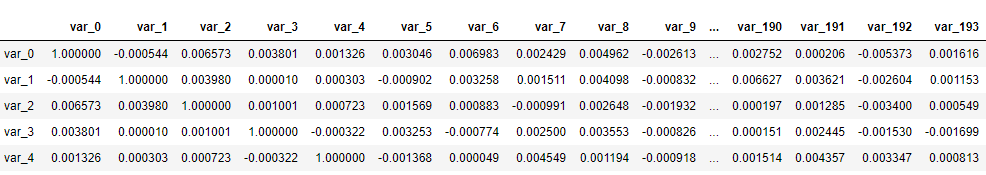 var_0 var_1 var_2 var_3 var_4 var_5 var_6 var_7 var_8 var_9 ... var_190 var_191 var_192 var_193
var_0 1.000000 -0.000544 0.006573 0.003801 0.001326 0.003046 0.006983 0.002429 0.004962 -0.002613 ... 0.002752 0.000206 -0.005373 0.001616
var_1 -0.000544 1.000000 0.003980 0.000010 0.000303 -0.000902 0.003258 0.001511 0.004098 -0.000832 ... 0.006627 0.003621 -0.002604 0.001153
var_2 0.006573 0.003980 1.000000 0.001001 0.000723 0.001569 0.000883 -0.000991 0.002648 -0.001932 ... 0.000197 0.001285 -0.003400 0.000549
var_3 0.003801 0.000010 0.001001 1.000000 -0.000322 0.003253 -0.000774 0.002500 0.003553 -0.000826 ... 0.000151 0.002445 -0.001530 -0.001699
var_4 0.001326 0.000303 0.000723 -0.000322 1.000000 -0.001368 0.000049 0.004549 0.001194 -0.000918 ... 0.001514 0.004357 0.003347 0.000813